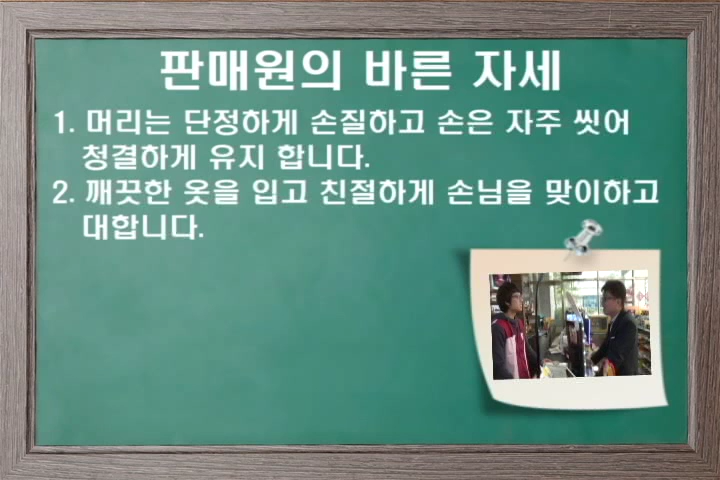 판매원의 바른 자세
1. 머리는 단정하게 손질하고 손은 자주 씻어
청결하게 유지 합니다.
2. 깨끗한 옷을 입고 친절하게 손님을 맞이하고
대합니다.